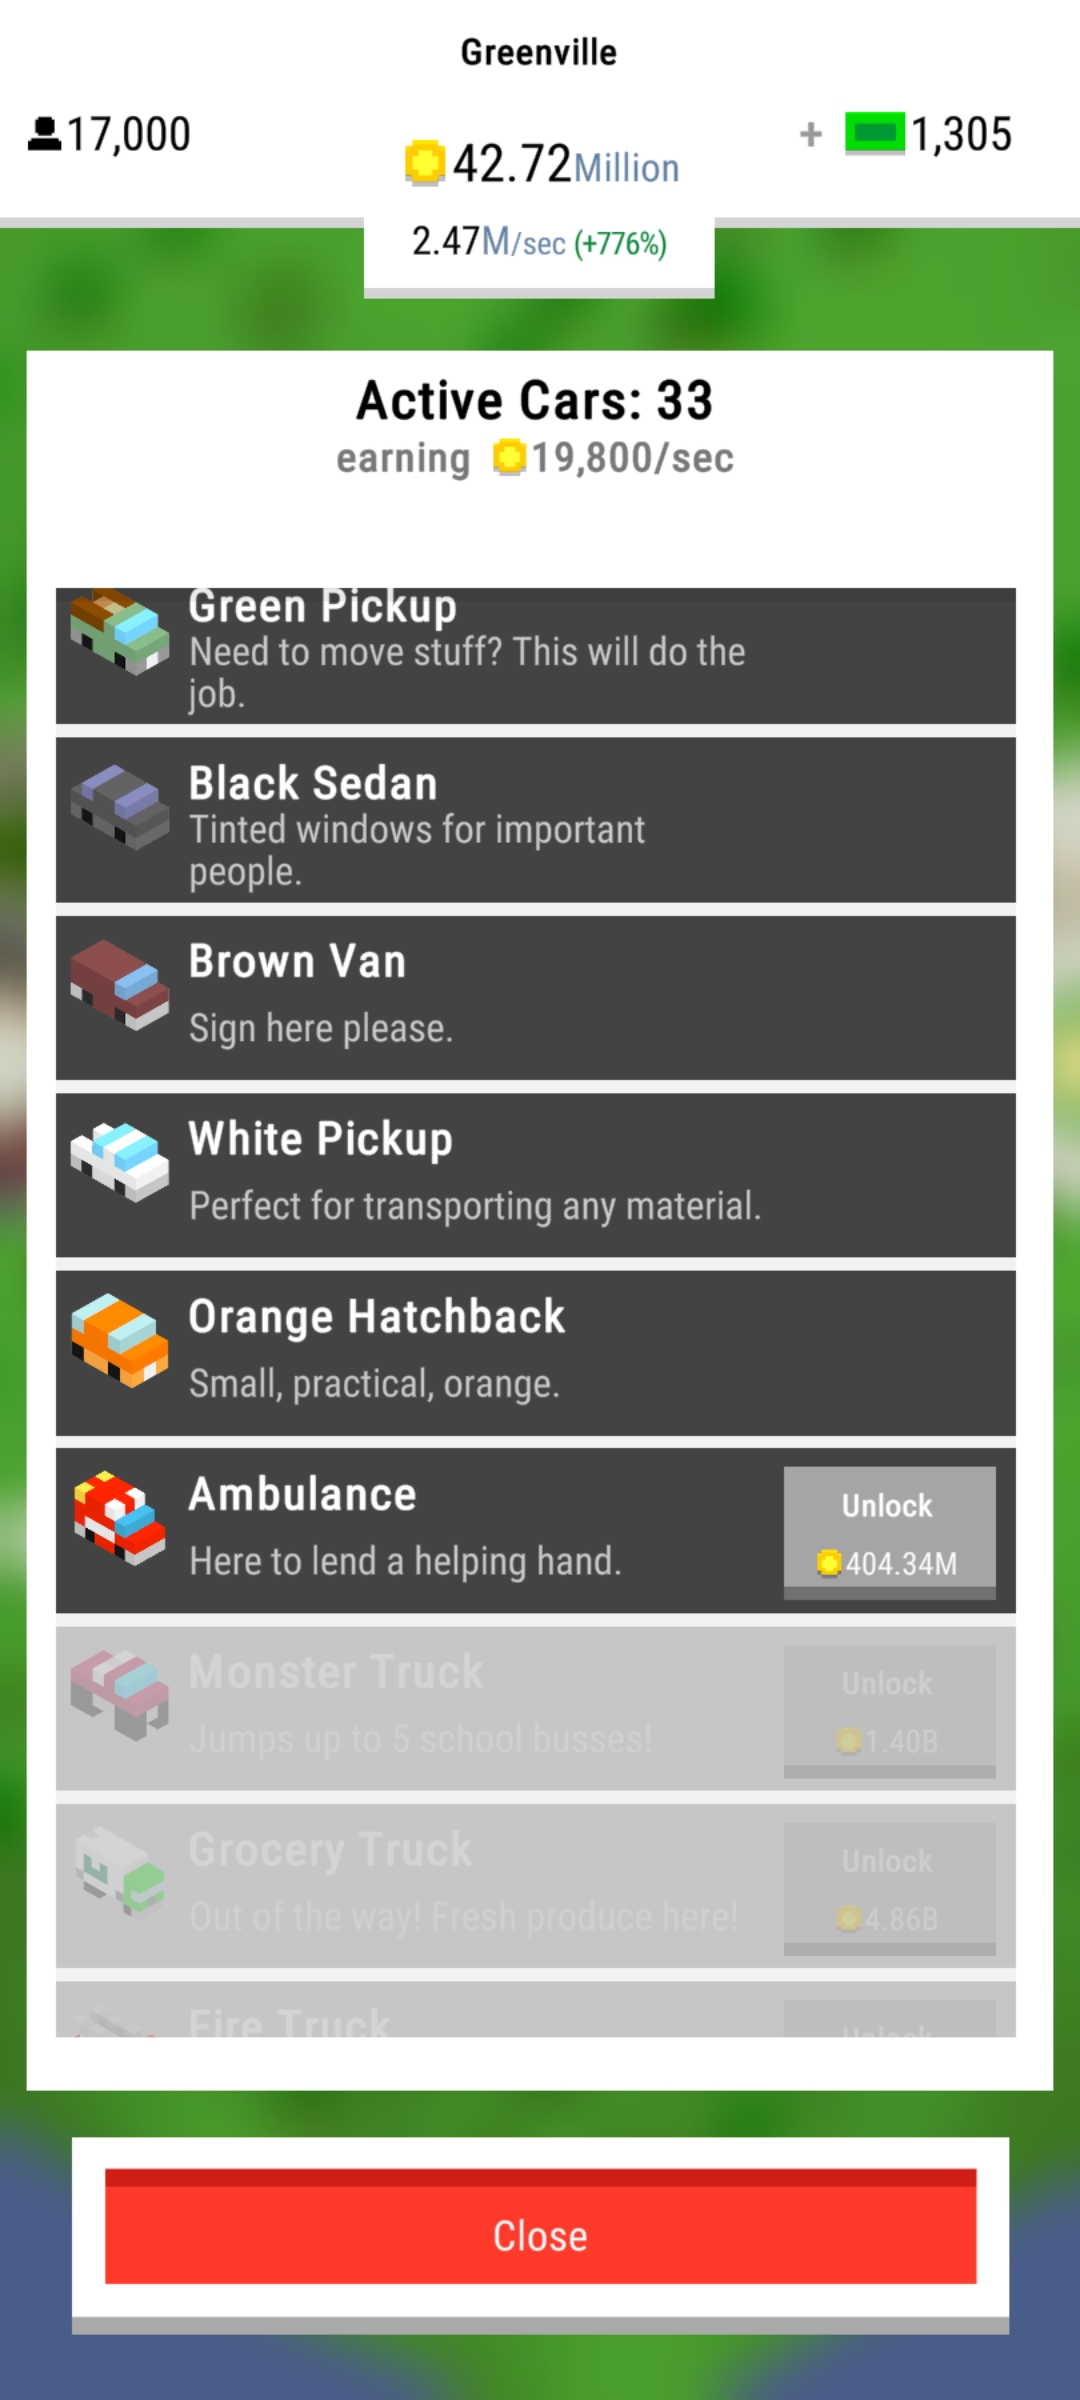 Greenville
17,000
42.72Million
+ 1,305
2.47M/sec (+776%)
Active Cars: 33
earning 19,800/sec
Green Pickup
Need to move stuff? This will do the
job.
Black Sedan
Tinted windows for important
people.
Brown Van
Sign here please.
White Pickup
Perfect for transporting any material.
Orange Hatchback
Small, practical, orange.
Ambulance
Here to lend a helping hand.
Unlock
404.34M
Monster Truck
Jumps up to 5 school busses!
Unlock
1.40B
Grocery Truck
Out of the way! Fresh produce here!
Unlock
4.86B
Fire Truck
Unlock
Close